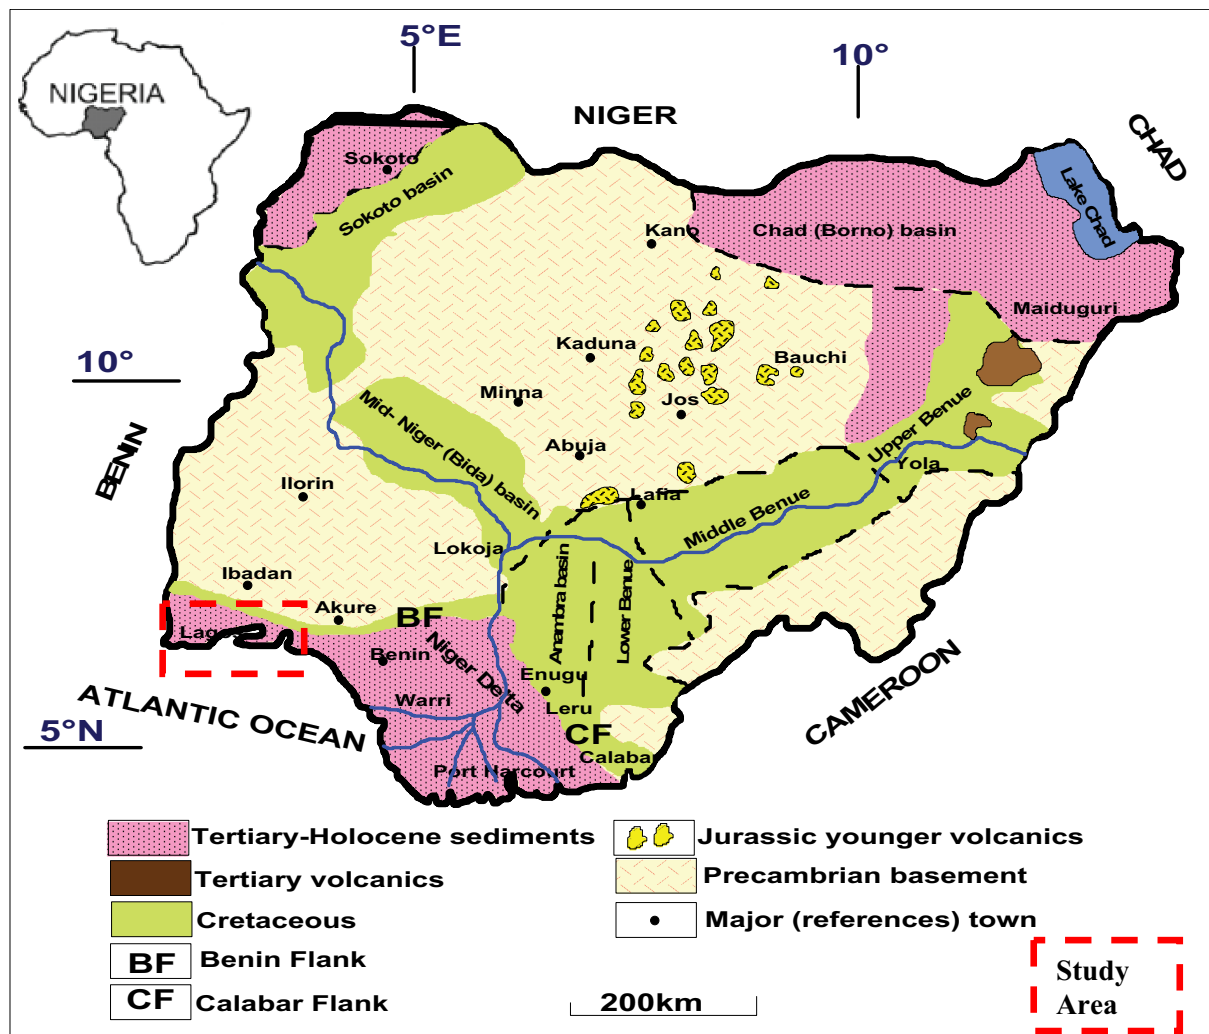 5°E
10°
NIGERIA
NIGER
CHAD
Sokoto
Sokoto basin
Lake Chad
Kano
Chad (Borno) basin
Maiduguri
10°
Kaduna
Bauchi
Minna
Jos
Mid- Niger (Bida) basin
Abuja
Upper Benue
Yola
BENIN
Ilorin
Lafia
Middle Benue
Lokoja
Ibadan
Anambra basin
Lower Benue
Akure
BF
Benin
Niger Delta
Enugu
Warri
Leru
ATLANTIC OCEAN
CAMEROON
5°N
CF
Calabar
Port Harcourt
Tertiary-Holocene sediments
Jurassic younger volcanics
Tertiary volcanics
Precambrian basement
Cretaceous
Major (references) town
BF Benin Flank
CF Calabar Flank
200km
Study
Area